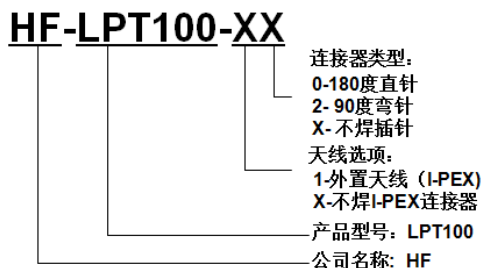 HF-LPT100-XX
连接器类型：
0-180度直针
2- 90度弯针
X- 不焊插针
天线选项：
1-外置天线（I-PEX)
X-不焊I-PEX连接器
产品型号：LPT100
公司名称: HF